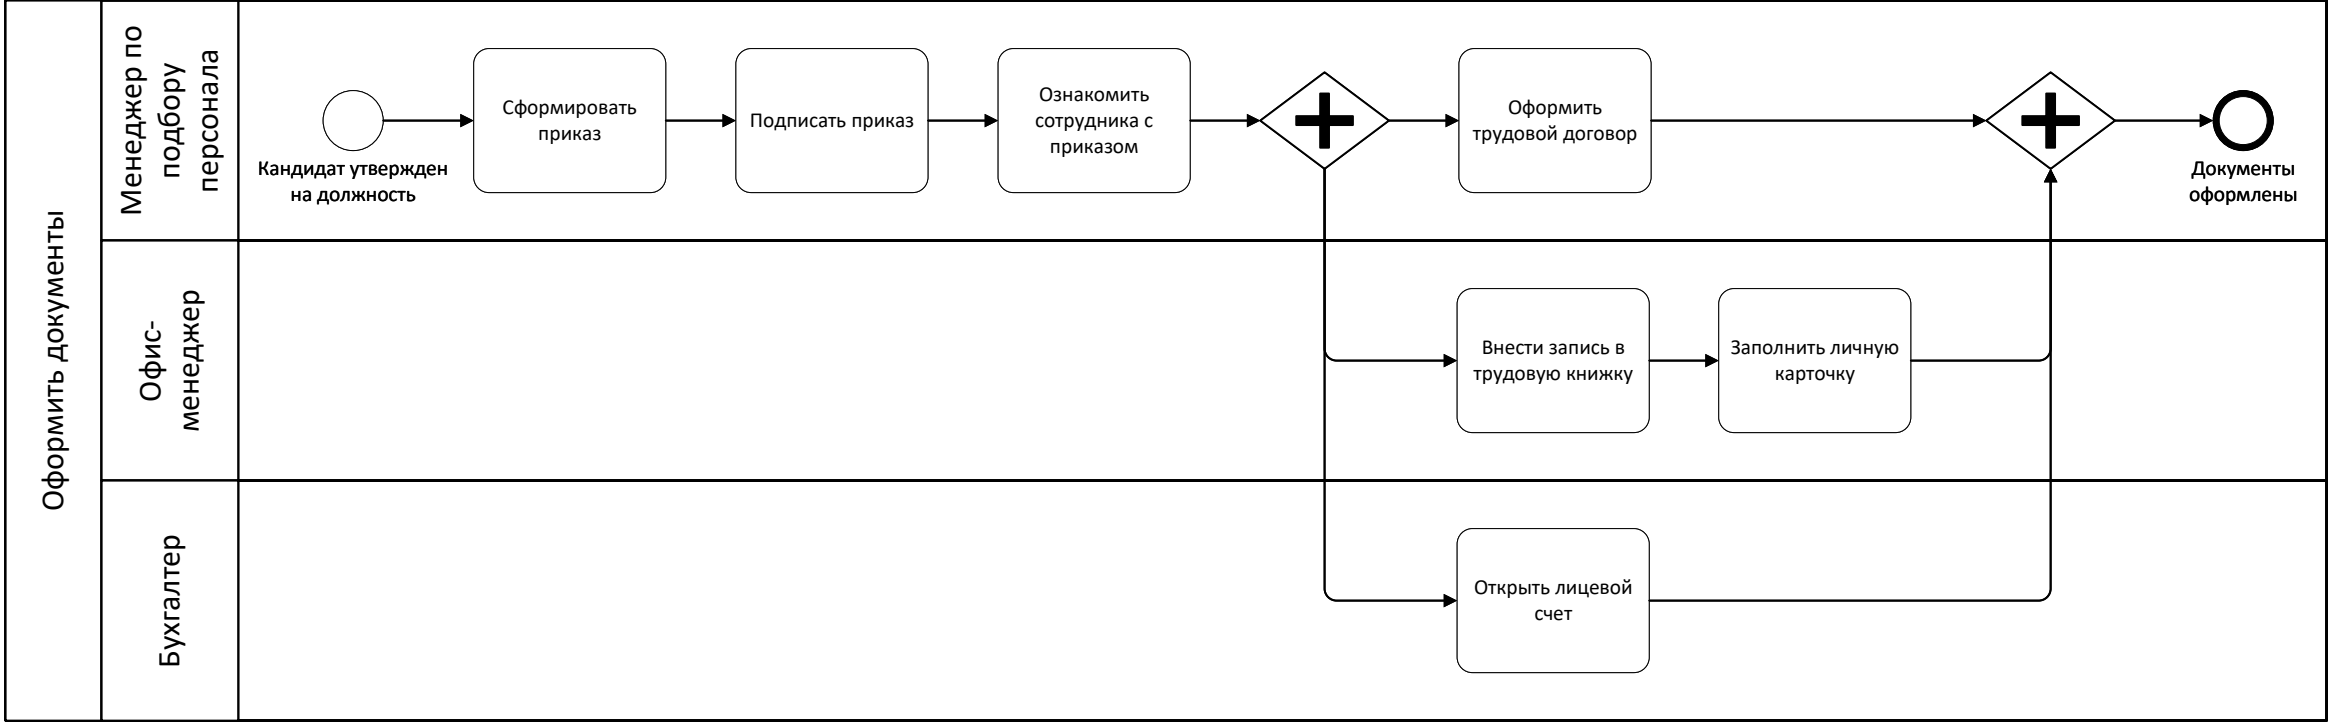 Оформить документы
Менеджер по
подбору
персонала
Кандидат утвержден
на должность
Сформировать
приказ
Подписать приказ
Ознакомить
сотрудника с
приказом
Оформить
трудовой договор
Документы
оформлены
Офис-
менеджер
Внести запись в
трудовую книжку
Заполнить личную
карточку
Бухгалтер
Открыть лицевой
счет